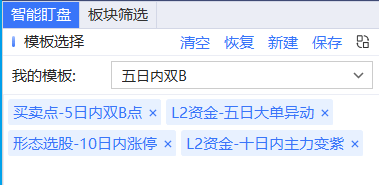 智能盯盘 板块筛选
模板选择 清空 恢复 新建 保存
我的模板: 五日内双B
买卖点-5日内双B点 × L2资金-五日大单异动 ×
形态选股-10日内涨停 × L2资金-十日内主力变紫 ×